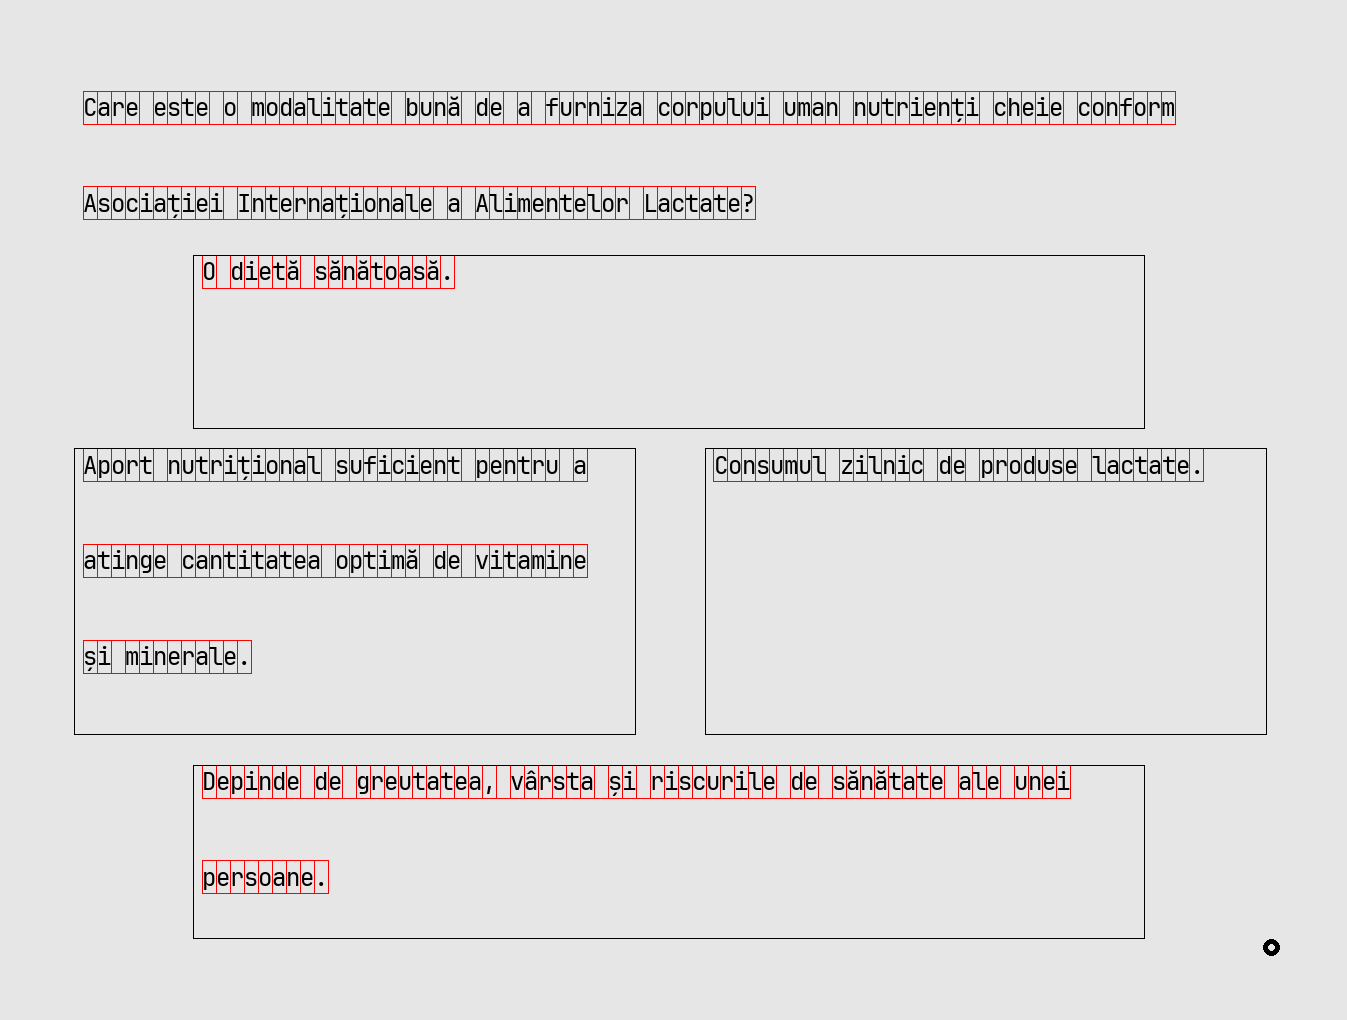 Care este o modalitate bună de a furniza corpului uman nutrienți cheie conform
Asociației Internaționale a Alimentelor Lactate?
O dietă sănătoasă.
Aport nutrițional suficient pentru a
atinge cantitatea optimă de vitamine
și minerale.
Consumul zilnic de produse lactate.
Depinde de greutatea, vârsta și riscurile de sănătate ale unei
persoane.